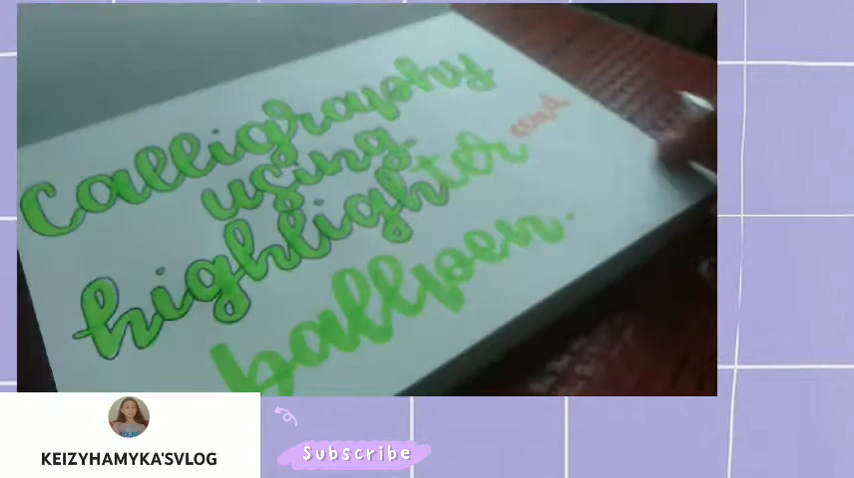 Calligraphy
using
highlighter and
ballpen.
KEIZYHAMYKA'SVLOG
Subscribe